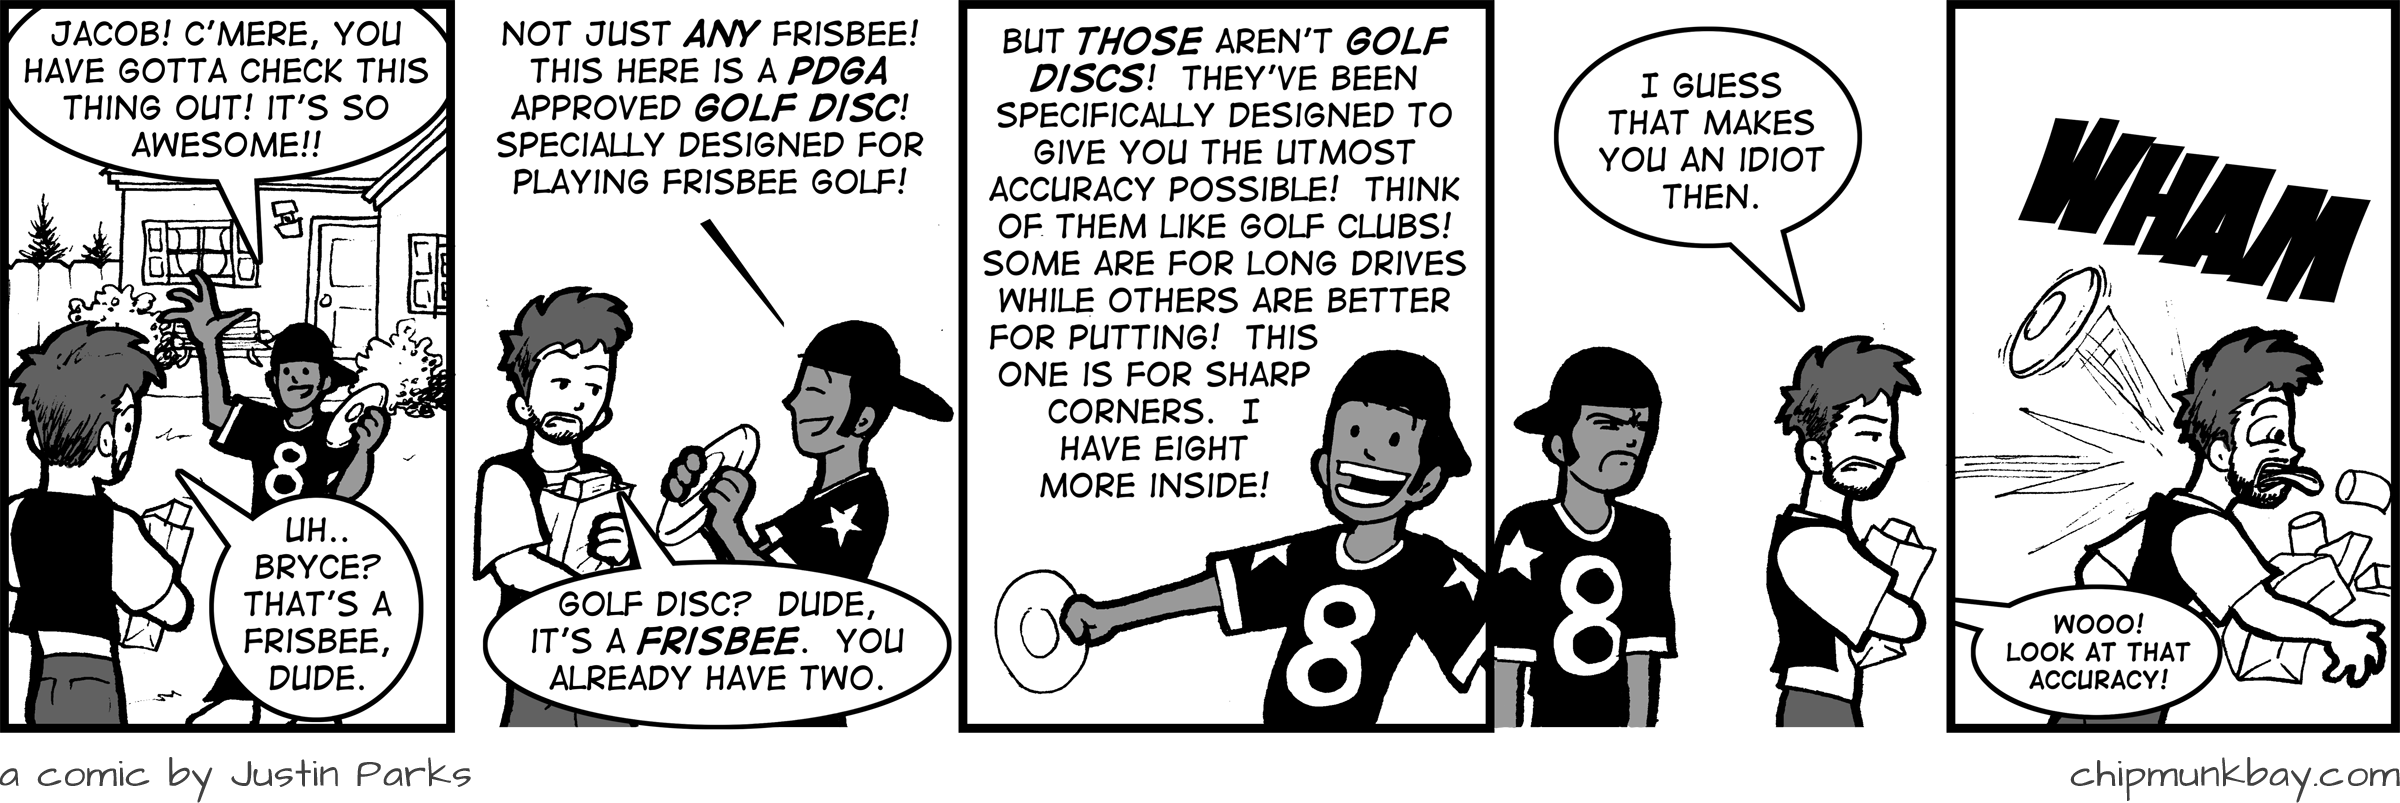 JACOB! C'MERE, YOU
HAVE GOTTA CHECK THIS
THING OUT! IT'S SO
AWESOME!!
8
UH..
BRYCE?
THAT'S A
FRISBEE,
DUDE.
NOT JUST ANY FRISBEE!
THIS HERE IS A PDGA
APPROVED GOLF DISC!
SPECIALLY DESIGNED FOR
PLAYING FRISBEE GOLF!
GOLF DISC? DUDE,
IT'S A FRISBEE. YOU
ALREADY HAVE TWO.
BUT THOSE AREN'T GOLF
DISCS! THEY'VE BEEN
SPECIFICALLY DESIGNED TO
GIVE YOU THE UTMOST
ACCURACY POSSIBLE! THINK
OF THEM LIKE GOLF CLUBS!
SOME ARE FOR LONG DRIVES
WHILE OTHERS ARE BETTER
FOR PUTTING! THIS
ONE IS FOR SHARP
CORNERS. I
HAVE EIGHT
MORE INSIDE!
8
I GUESS
THAT MAKES
YOU AN IDIOT
THEN.
8
WHAM
WOOO!
LOOK AT THAT
ACCURACY!
a comic by Justin Parks
chipmunkbay.com